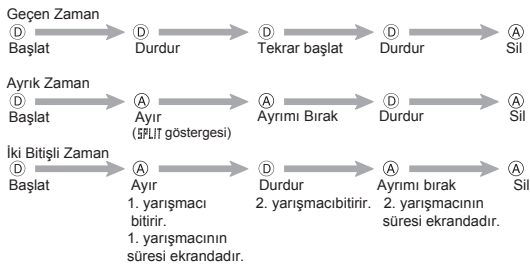 Geçen Zaman
D D D D A
Başlat Durdur Tekrar başlat Durdur Sil
Ayrık Zaman
D A A D A
Başlat Ayır Ayrımı Bırak Durdur Sil
(SPLIT göstergesi)
İki Bitişli Zaman
D A D A A
Başlat Ayır Durdur Ayrımı bırak Sil
1. yarışmacı 2. yarışmacıbitirir. 2. yarışmacının
bitirir. süresi ekrandadır.
1. yarışmacının
süresi ekrandadır.